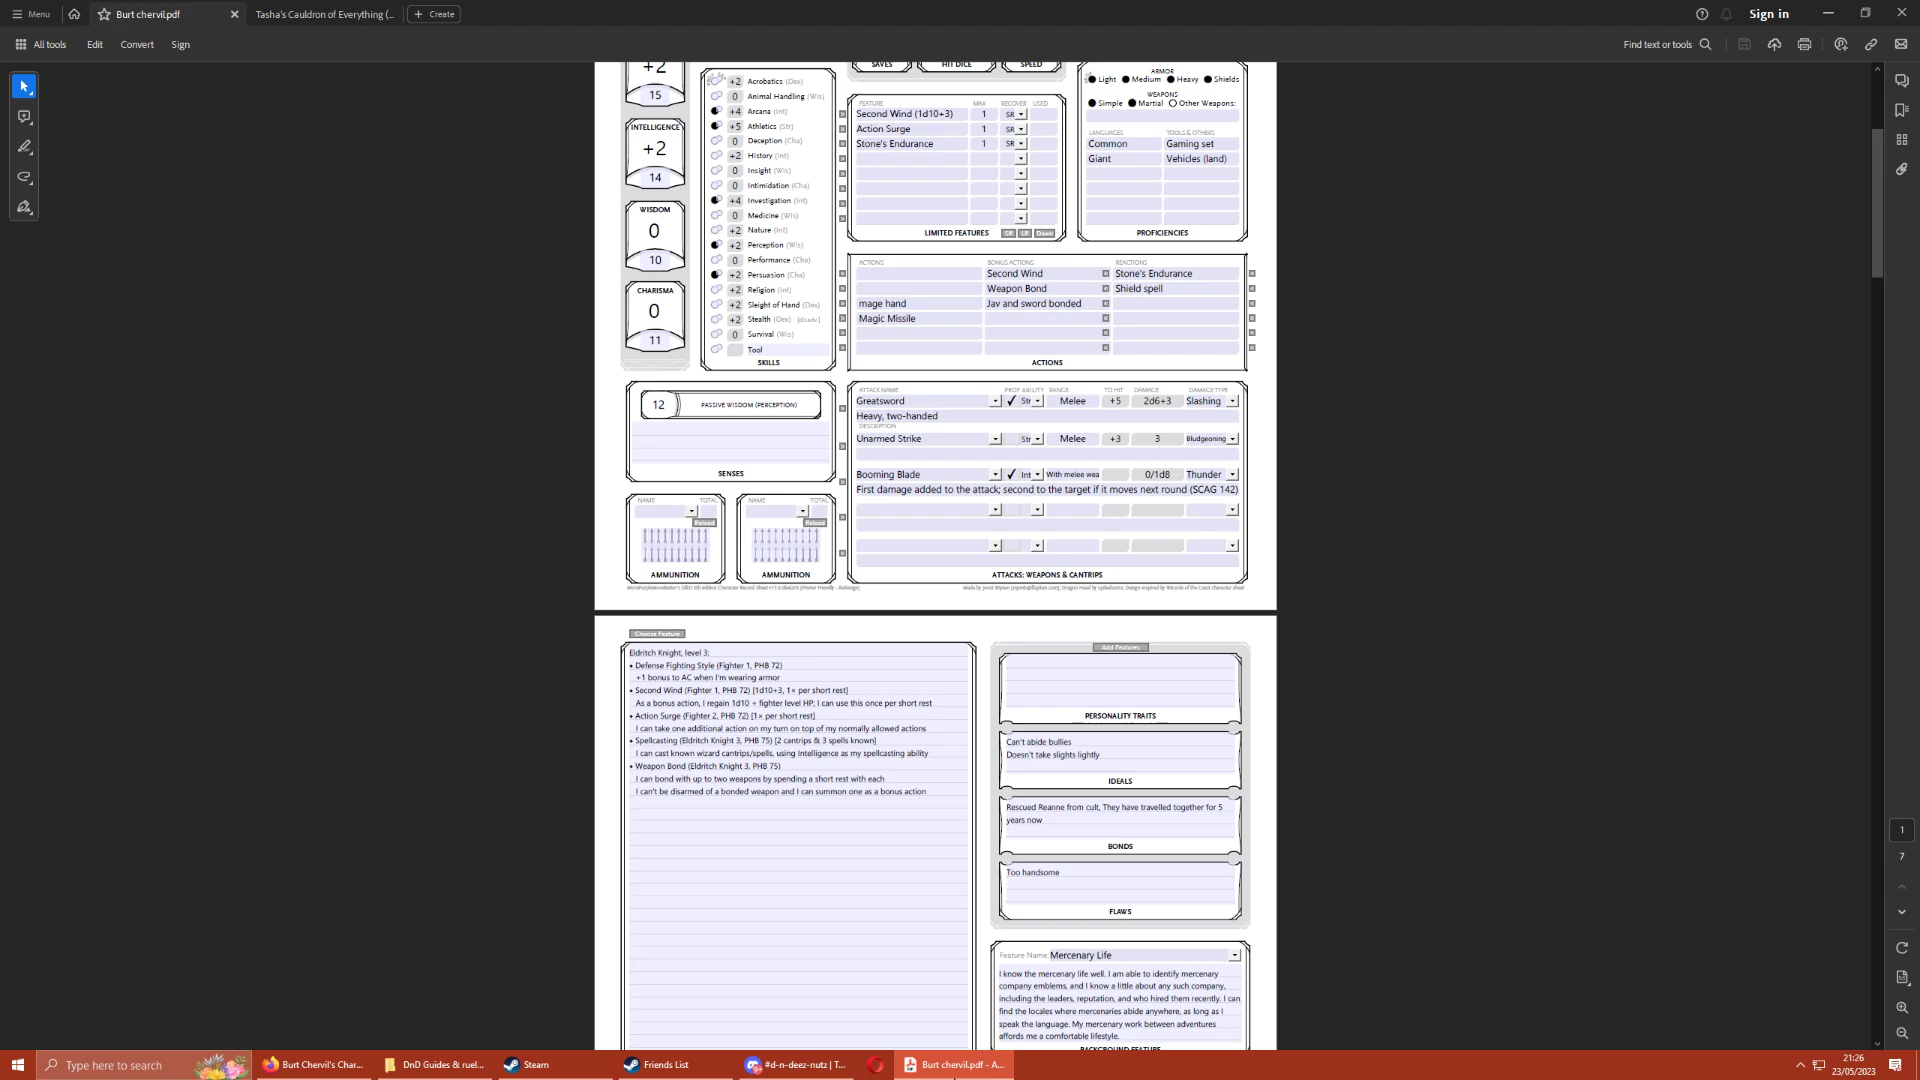 Menu
Burt chervil.pdf
Tasha's Cauldron of Everything (...
Create
Sign in
All tools
Edit
Convert
Sign
Find text or tools
+2
15
INTELLIGENCE
+2
14
WISDOM
0
10
CHARISMA
0
11
+2 Acrobatics (Dex)
0 Animal Handling (Wis)
+4 Arcana (Int)
+5 Athletics (Str)
0 Deception (Cha)
+2 History (Int)
0 Insight (Wis)
0 Intimidation (Cha)
+4 Investigation (Int)
0 Medicine (Wis)
+2 Nature (Int)
+2 Perception (Wis)
0 Performance (Cha)
+2 Persuasion (Cha)
+2 Religion (Int)
+2 Sleight of Hand (Dex)
+2 Stealth (Dex) [disadv]
0 Survival (Wis)
Tool
SKILLS
SAVES
HIT DICE
SPEED
FEATURE MAX RECOVER USED
Second Wind (1d10+3) 1 SR
Action Surge 1 SR
Stone's Endurance 1 SR
LIMITED FEATURES SR LR Dawn
ARMOR
Light Medium Heavy Shields
WEAPONS
Simple Martial Other Weapons:
LANGUAGES TOOLS & OTHERS
Common Gaming set
Giant Vehicles (land)
PROFICIENCIES
ACTIONS BONUS ACTIONS REACTIONS
Second Wind Stone's Endurance
Weapon Bond Shield spell
mage hand Jav and sword bonded
Magic Missile
ACTIONS
12 PASSIVE WISDOM (PERCEPTION)
SENSES
NAME TOTAL
Reload
AMMUNITION
NAME TOTAL
Reload
AMMUNITION
ATTACK NAME PROF ABILITY RANGE TO HIT DAMAGE DAMAGE TYPE
Greatsword Str Melee +5 2d6+3 Slashing
Heavy, two-handed
DESCRIPTION
Unarmed Strike Str Melee +3 3 Bludgeoning
Booming Blade Int With melee wea 0/1d8 Thunder
First damage added to the attack; second to the target if it moves next round (SCAG 142)
ATTACKS: WEAPONS & CANTRIPS
Choose Feature
Eldritch Knight, level 3:
• Defense Fighting Style (Fighter 1, PHB 72)
+1 bonus to AC when I'm wearing armor
• Second Wind (Fighter 1, PHB 72) [1d10+3, 1× per short rest]
As a bonus action, I regain 1d10 + fighter level HP; I can use this once per short rest
• Action Surge (Fighter 2, PHB 72) [1× per short rest]
I can take one additional action on my turn on top of my normally allowed actions
• Spellcasting (Eldritch Knight 3, PHB 75) [2 cantrips & 3 spells known]
I can cast known wizard cantrips/spells, using Intelligence as my spellcasting ability
• Weapon Bond (Eldritch Knight 3, PHB 75)
I can bond with up to two weapons by spending a short rest with each
I can't be disarmed of a bonded weapon and I can summon one as a bonus action
Add Features
PERSONALITY TRAITS
Can't abide bullies
Doesn't take slights lightly
IDEALS
Rescued Reanne from cult, They have travelled together for 5
years now
BONDS
Too handsome
FLAWS
Feature Name: Mercenary Life
I know the mercenary life well. I am able to identify mercenary
company emblems, and I know a little about any such company,
including the leaders, reputation, and who hired them recently. I can
find the locales where mercenaries abide anywhere, as long as I
speak the language. My mercenary work between adventures
affords me a comfortable lifestyle.
BACKGROUND FEATURE
1
7
Type here to search
Burt Chervil's Char...
DnD Guides & ruel...
Steam
Friends List
#d-n-deez-nutz | T...
Burt chervil.pdf - A...
21:26
23/05/2023